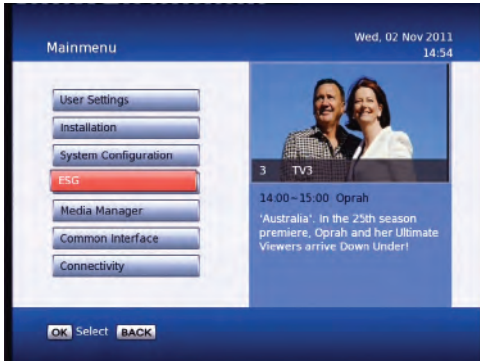 Mainmenu
Wed, 02 Nov 2011
14:54
User Settings
Installation
System Configuration
ESG
Media Manager
Common Interface
Connectivity
3 TV3
14:00~15:00 Oprah
'Australia'. In the 25th season
premiere, Oprah and her Ultimate
Viewers arrive Down Under!
OK Select BACK